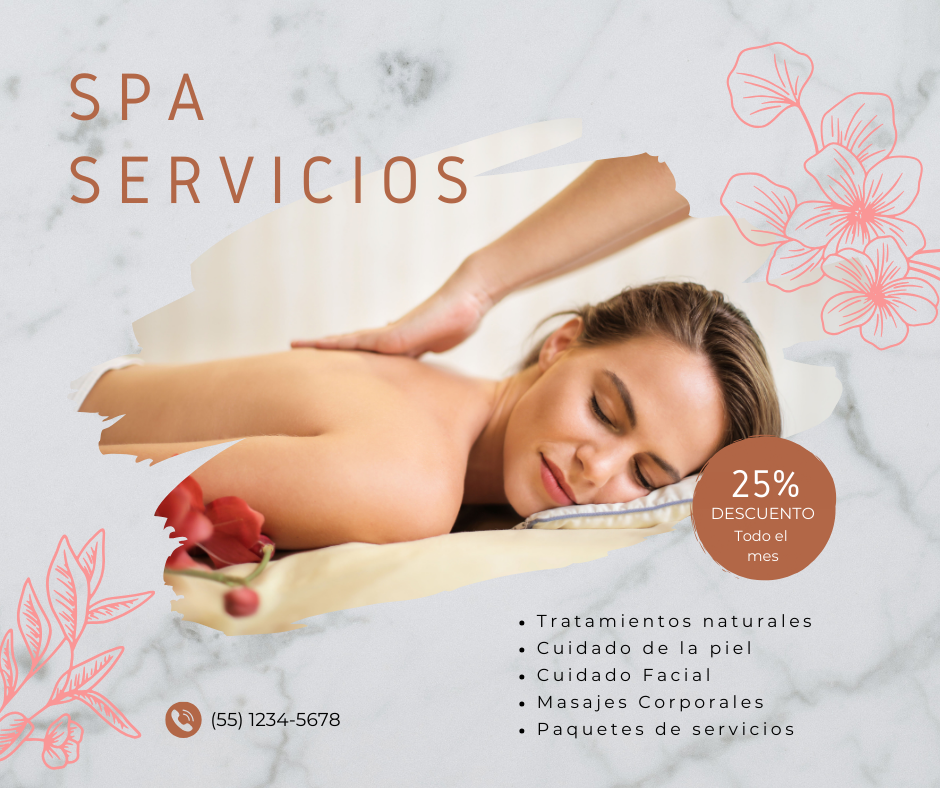 SPA
SERVICIOS
25%
DESCUENTO
Todo el
mes
• Tratamientos naturales
• Cuidado de la piel
• Cuidado Facial
• Masajes Corporales
• Paquetes de servicios
(55) 1234-5678